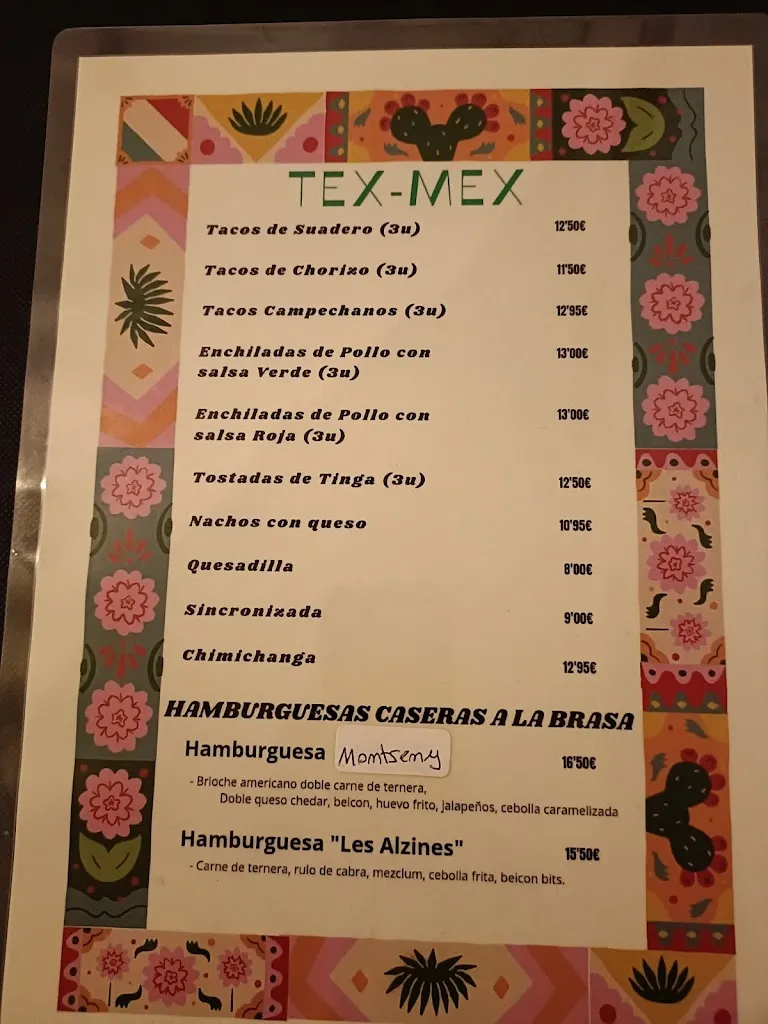 TEX-MEX
Tacos de Suadero (3u) 12'50€
Tacos de Chorizo (3u) 11'50€
Tacos Campechanos (3u) 12'95€
Enchiladas de Pollo con 13'00€
salsa Verde (3u)
Enchiladas de Pollo con 13'00€
salsa Roja (3u)
Tostadas de Tinga (3u) 12'50€
Nachos con queso 10'95€
Quesadilla 8'00€
Sincronizada 9'00€
Chimichanga 12'95€
HAMBURGUESAS CASERAS A LA BRASA
Hamburguesa Montseny 16'50€
- Brioche americano doble carne de ternera,
Doble queso chedar, beicon, huevo frito, jalapeños, cebolla caramelizada
Hamburguesa "Les Alzines" 15'50€
- Carne de ternera, rulo de cabra, mezclum, cebolla frita, beicon bits.